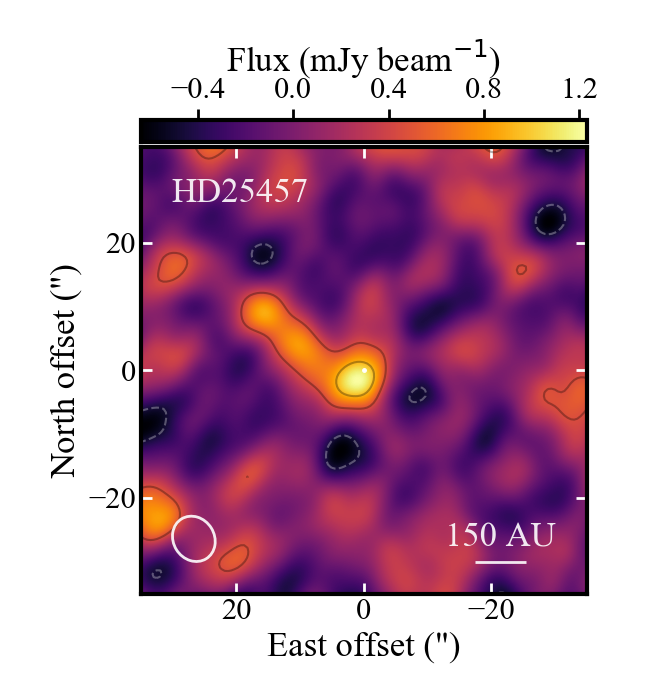 Flux (mJy beam⁻¹)
−0.4 0.0 0.4 0.8 1.2
HD25457
20
0
−20
North offset (")
150 AU
20 0 −20
East offset (")